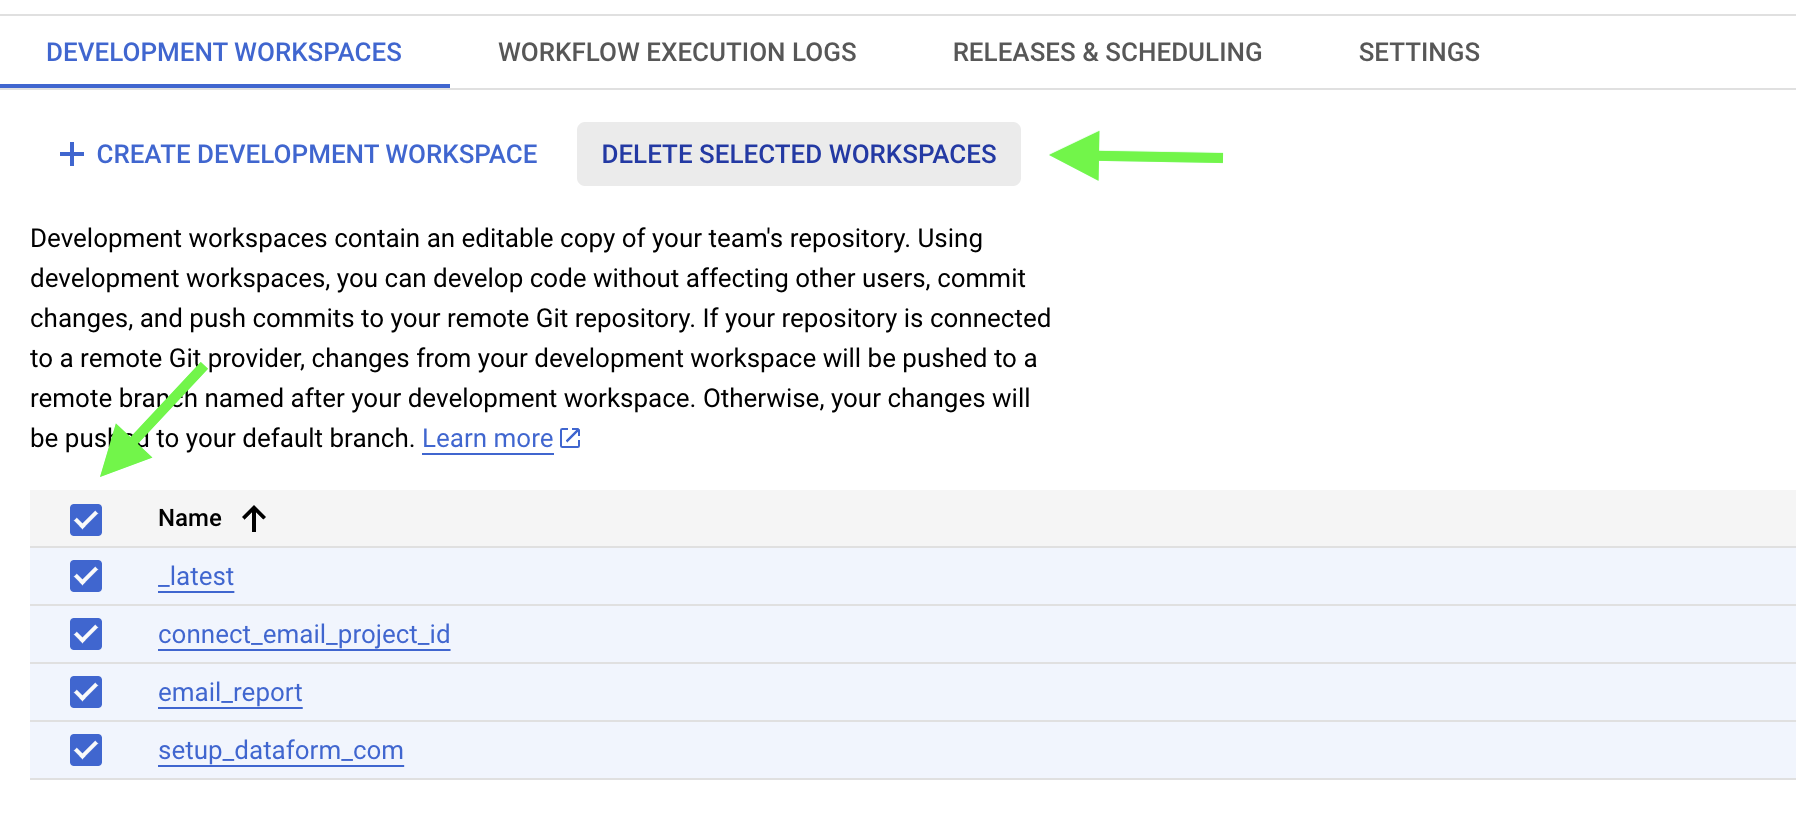 DEVELOPMENT WORKSPACES WORKFLOW EXECUTION LOGS RELEASES & SCHEDULING SETTINGS
CREATE DEVELOPMENT WORKSPACE DELETE SELECTED WORKSPACES
Development workspaces contain an editable copy of your team's repository. Using
development workspaces, you can develop code without affecting other users, commit
changes, and push commits to your remote Git repository. If your repository is connected
to a remote Git provider, changes from your development workspace will be pushed to a
remote branch named after your development workspace. Otherwise, your changes will
be pushed to your default branch. Learn more
Name
_latest
connect_email_project_id
email_report
setup_dataform_com